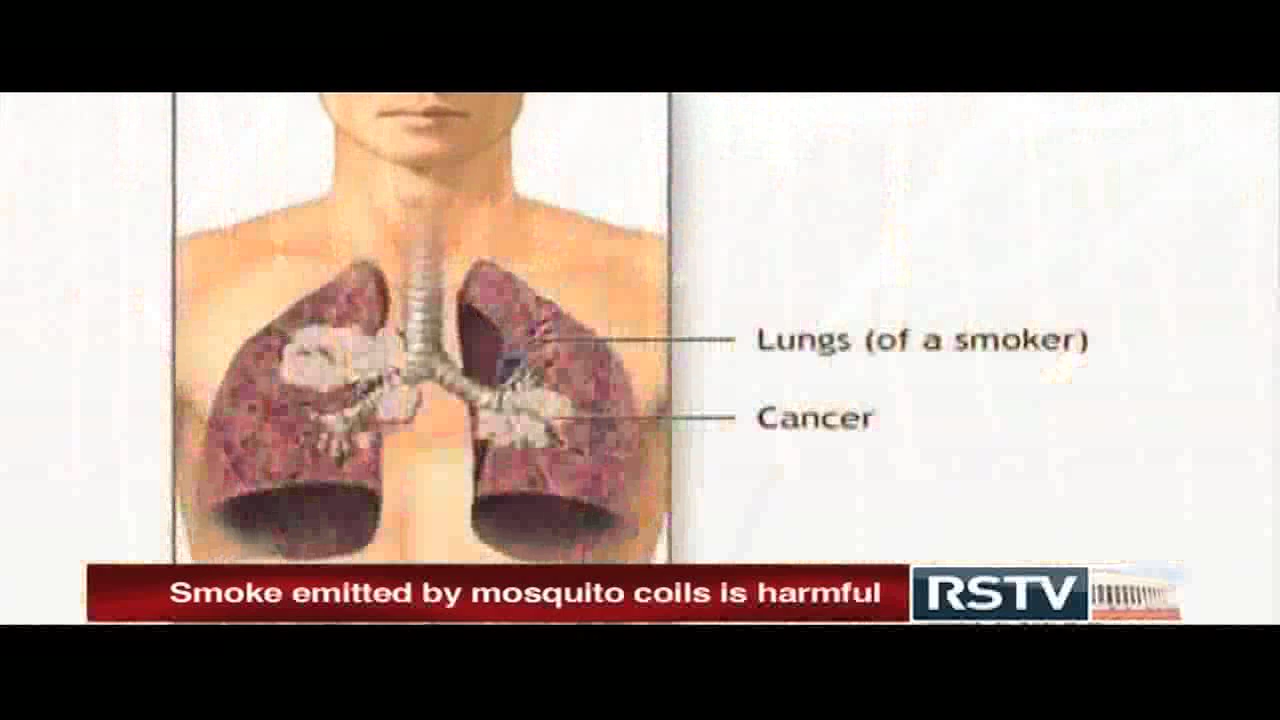 Lungs (of a smoker)
Cancer
Smoke emitted by mosquito coils is harmful
RSTV